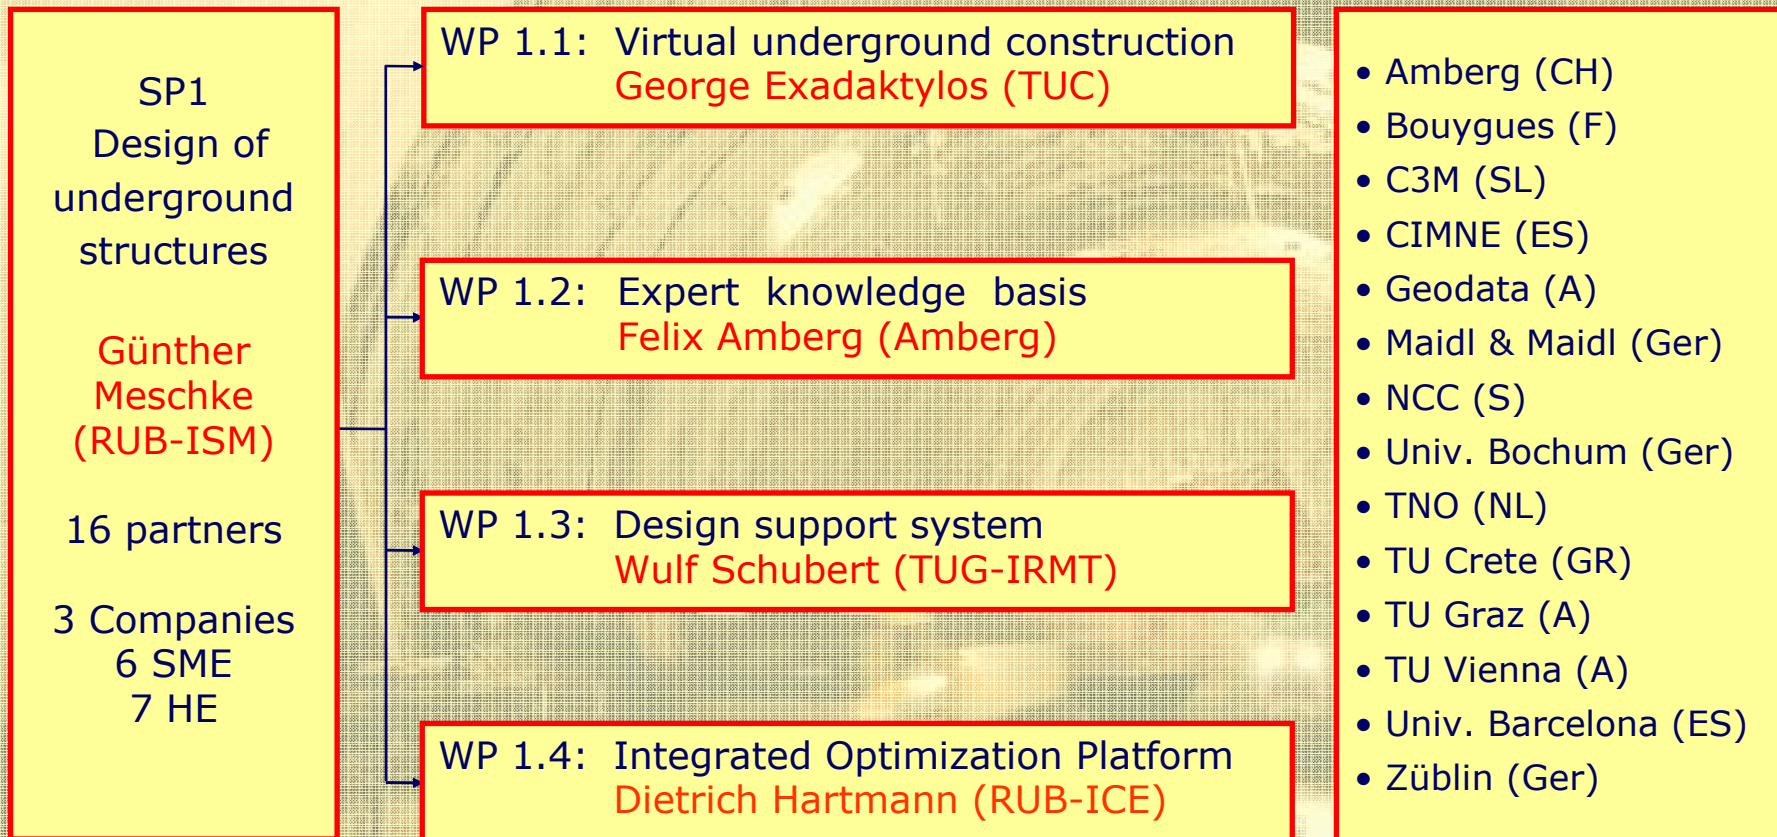 SP1
Design of
underground
structures
Günther
Meschke
(RUB-ISM)
16 partners
3 Companies
6 SME
7 HE
WP 1.1: Virtual underground construction
George Exadaktylos (TUC)
WP 1.2: Expert knowledge basis
Felix Amberg (Amberg)
WP 1.3: Design support system
Wulf Schubert (TUG-IRMT)
WP 1.4: Integrated Optimization Platform
Dietrich Hartmann (RUB-ICE)
• Amberg (CH)
• Bouygues (F)
• C3M (SL)
• CIMNE (ES)
• Geodata (A)
• Maidl & Maidl (Ger)
• NCC (S)
• Univ. Bochum (Ger)
• TNO (NL)
• TU Crete (GR)
• TU Graz (A)
• TU Vienna (A)
• Univ. Barcelona (ES)
• Züblin (Ger)